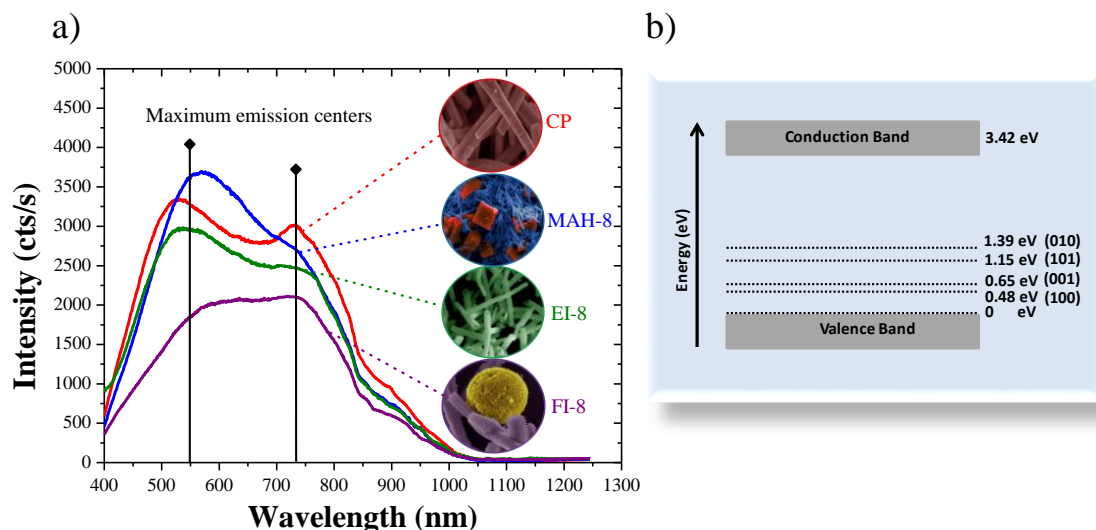 a)
Intensity (cts/s)
5000
4500
4000
3500
3000
2500
2000
1500
1000
500
0
Maximum emission centers
CP
MAH-8
EI-8
FI-8
400 500 600 700 800 900 1000 1100 1200 1300
Wavelength (nm)
b)
Energy (eV)
Conduction Band 3.42 eV
1.39 eV (010)
1.15 eV (101)
0.65 eV (001)
0.48 eV (100)
0 eV
Valence Band